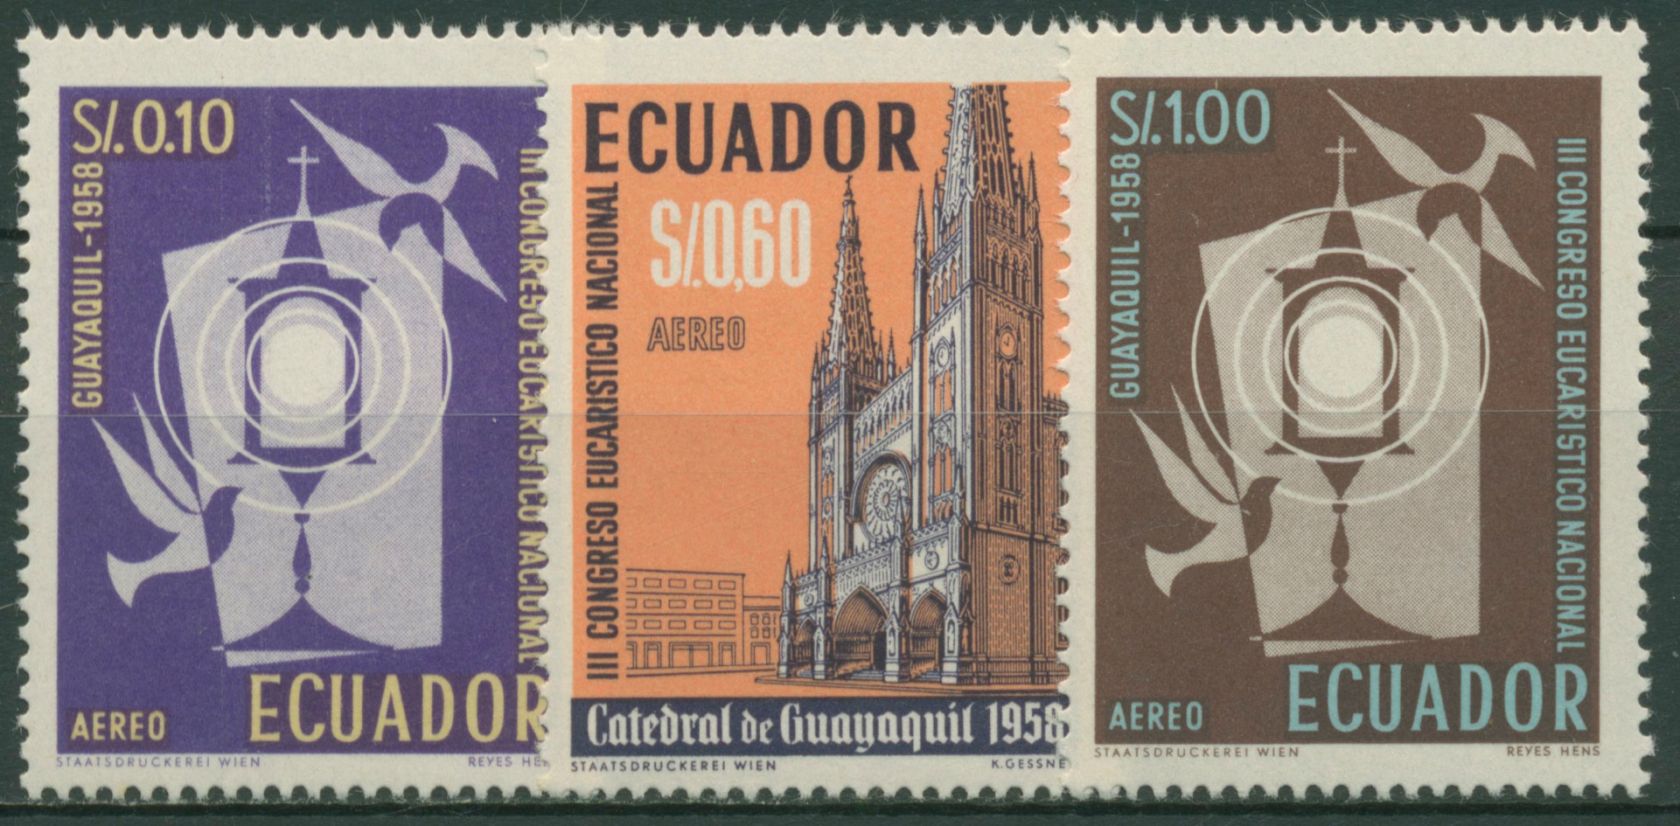 S/.0.10
GUAYAQUIL-1958
III CONGRESO EUCARISTICO NACIONAL
AEREO
ECUADOR
STAATSDRUCKEREI WIEN
REYES HE
ECUADOR
S/.0,60
AEREO
III CONGRESO EUCARISTICO NACIONAL
Catedral de Guayaquil 1958
STAATSDRUCKEREI WIEN
K.GESSNE
S/.1.00
GUAYAQUIL-1958
III CONGRESO EUCARISTICO NACIONAL
AEREO
ECUADOR
STAATSDRUCKEREI WIEN
REYES HENS